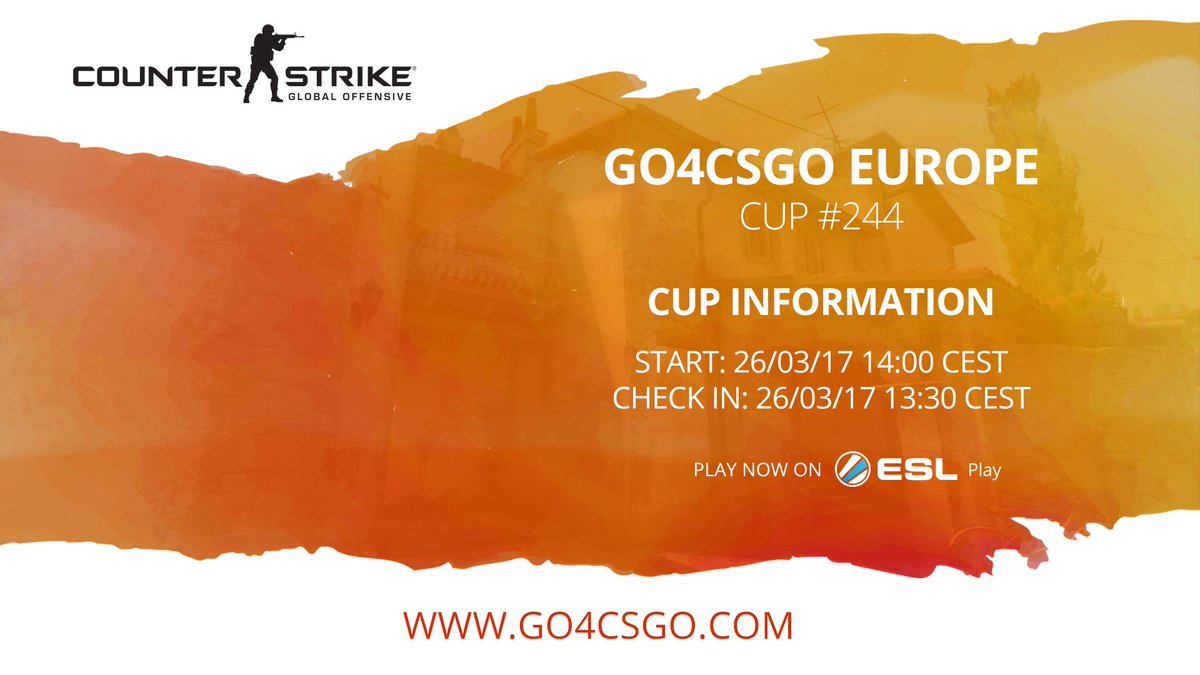 COUNTER STRIKE
GLOBAL OFFENSIVE
GO4CSGO EUROPE
CUP #244
CUP INFORMATION
START: 26/03/17 14:00 CEST
CHECK IN: 26/03/17 13:30 CEST
PLAY NOW ON ESL Play
WWW.GO4CSGO.COM